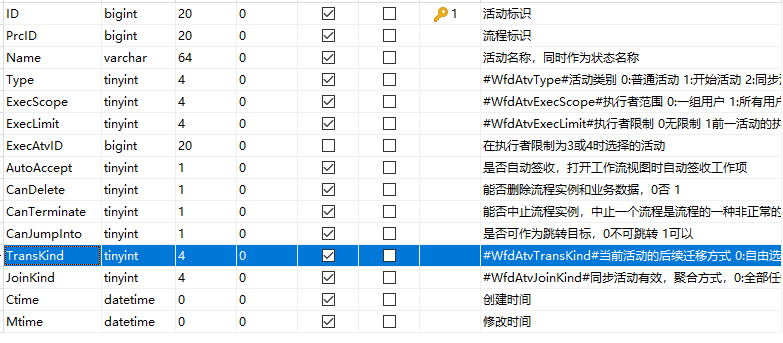 ID bigint 20 0 1 活动标识
PrcID bigint 20 0 流程标识
Name varchar 64 0 活动名称，同时作为状态名称
Type tinyint 4 0 #WfdAtvType#活动类别 0:普通活动 1:开始活动 2:同步
ExecScope tinyint 4 0 #WfdAtvExecScope#执行者范围 0:一组用户 1:所有用户
ExecLimit tinyint 4 0 #WfdAtvExecLimit#执行者限制 0无限制 1前一活动的执
ExecAtvID bigint 20 0 在执行者限制为3或4时选择的活动
AutoAccept tinyint 1 0 是否自动签收，打开工作流视图时自动签收工作项
CanDelete tinyint 1 0 能否删除流程实例和业务数据，0否 1
CanTerminate tinyint 1 0 能否中止流程实例，中止一个流程是流程的一种非正常的
CanJumpInto tinyint 1 0 是否可作为跳转目标，0不可跳转 1可以
TransKind tinyint 4 0 #WfdAtvTransKind#当前活动的后续迁移方式 0:自由选
JoinKind tinyint 4 0 #WfdAtvJoinKind#同步活动有效，聚合方式，0:全部任
Ctime datetime 0 0 创建时间
Mtime datetime 0 0 修改时间